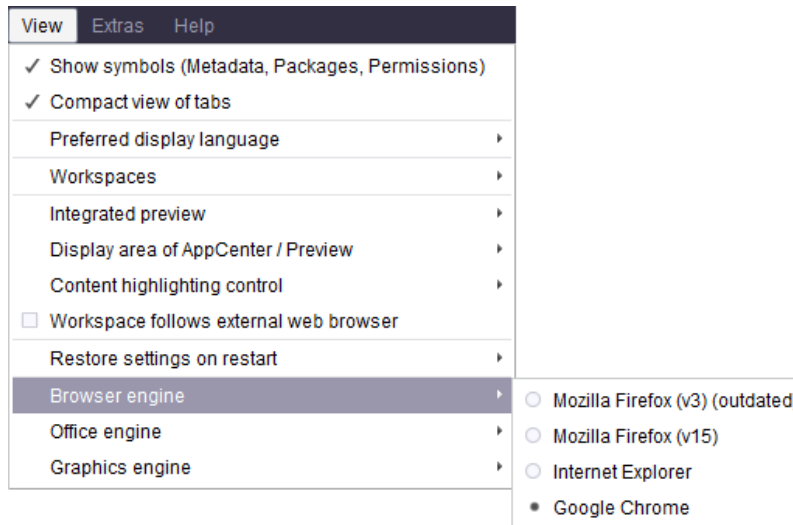 View Extras Help
Show symbols (Metadata, Packages, Permissions)
Compact view of tabs
Preferred display language
Workspaces
Integrated preview
Display area of AppCenter / Preview
Content highlighting control
Workspace follows external web browser
Restore settings on restart
Browser engine
Office engine
Graphics engine
Mozilla Firefox (v3) (outdated
Mozilla Firefox (v15)
Internet Explorer
Google Chrome